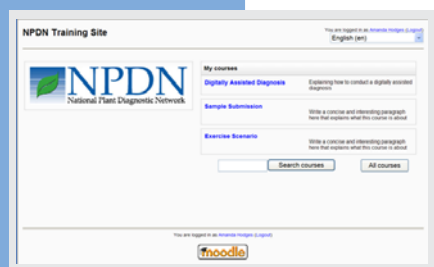 NPDN Training Site
You are logged in as Amanda Hodges (Logout)
English (en)
NPDN
National Plant Diagnostic Network
My courses
Digitally Assisted Diagnosis
Explaining how to conduct a digitally assisted
diagnosis
Sample Submission
Write a concise and interesting paragraph
here that explains what this course is about
Exercise Scenario
Write a concise and interesting paragraph
here that explains what this course is about
Search courses
All courses
You are logged in as Amanda Hodges (Logout)
moodle